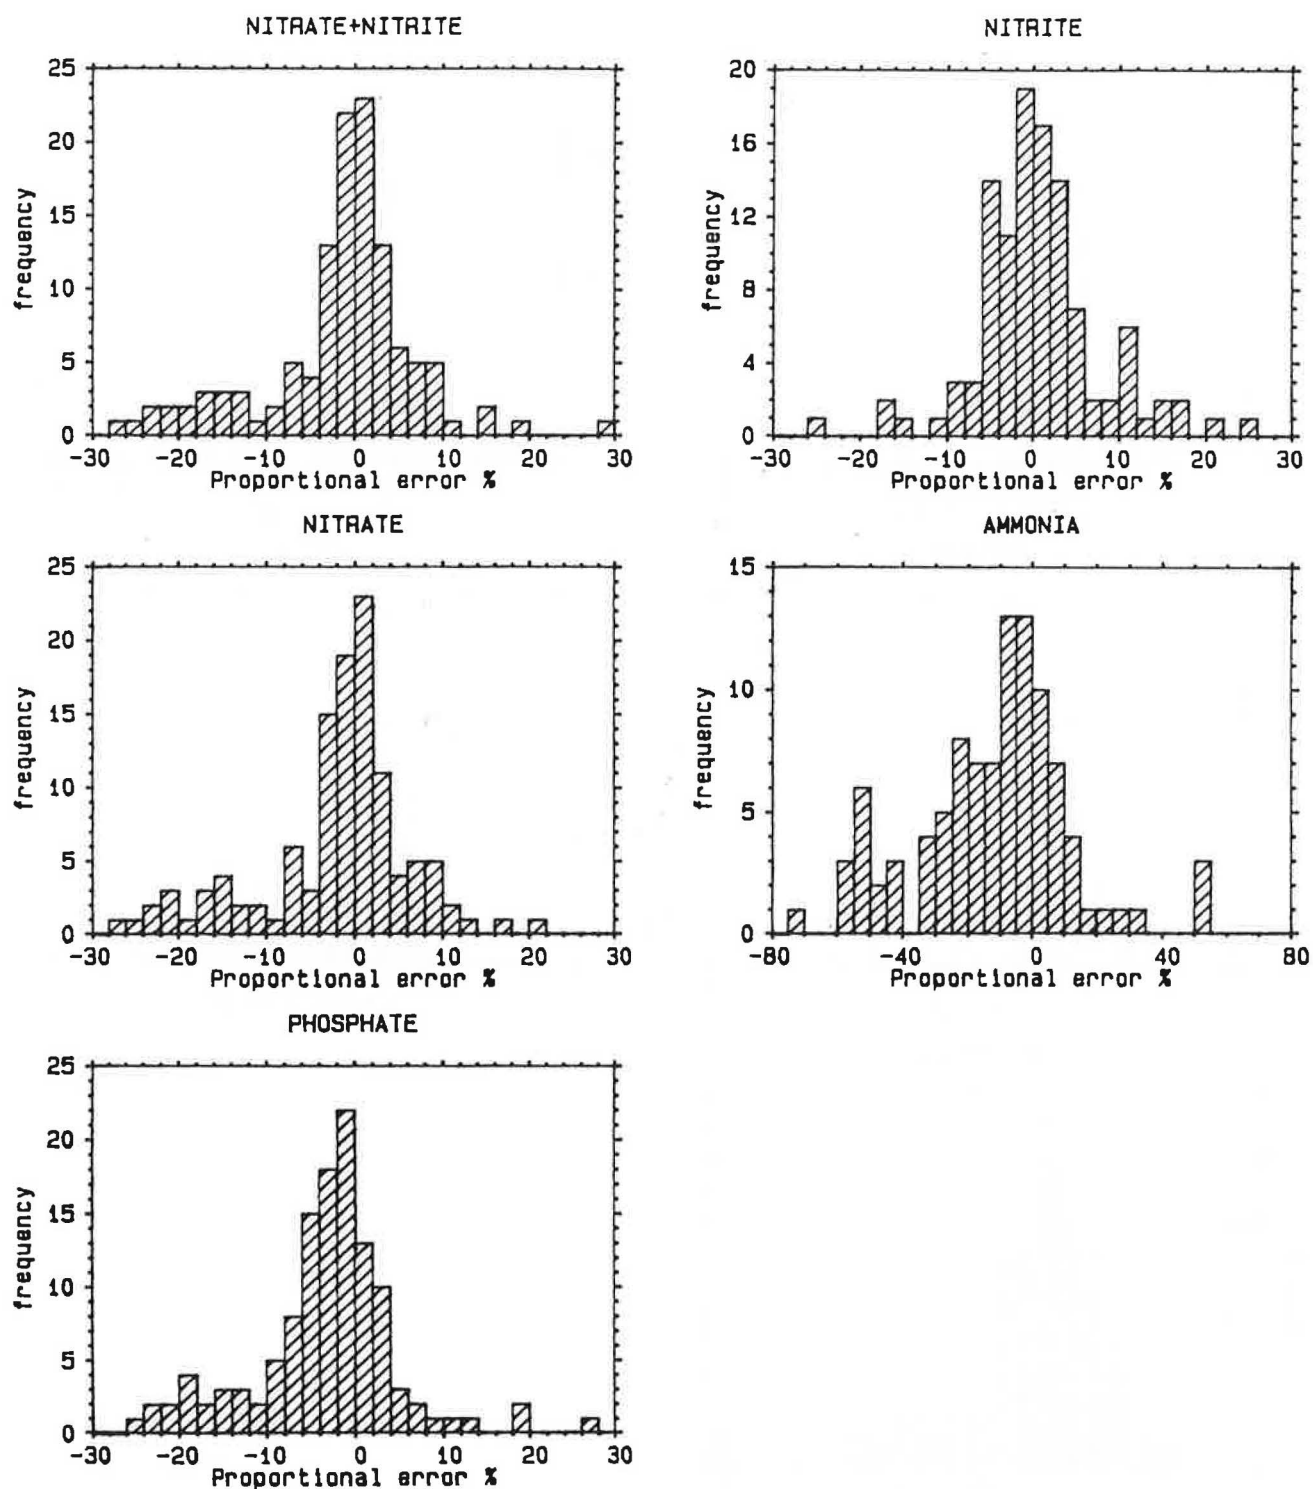 NITRATE+NITRITE
25
20
15
10
5
0
frequency
-30 -20 -10 0 10 20 30
Proportional error %
NITRITE
20
16
12
8
4
0
frequency
-30 -20 -10 0 10 20 30
Proportional error %
NITRATE
25
20
15
10
5
0
frequency
-30 -20 -10 0 10 20 30
Proportional error %
AMMONIA
15
10
5
0
frequency
-80 -40 0 40 80
Proportional error %
PHOSPHATE
25
20
15
10
5
0
frequency
-30 -20 -10 0 10 20 30
Proportional error %